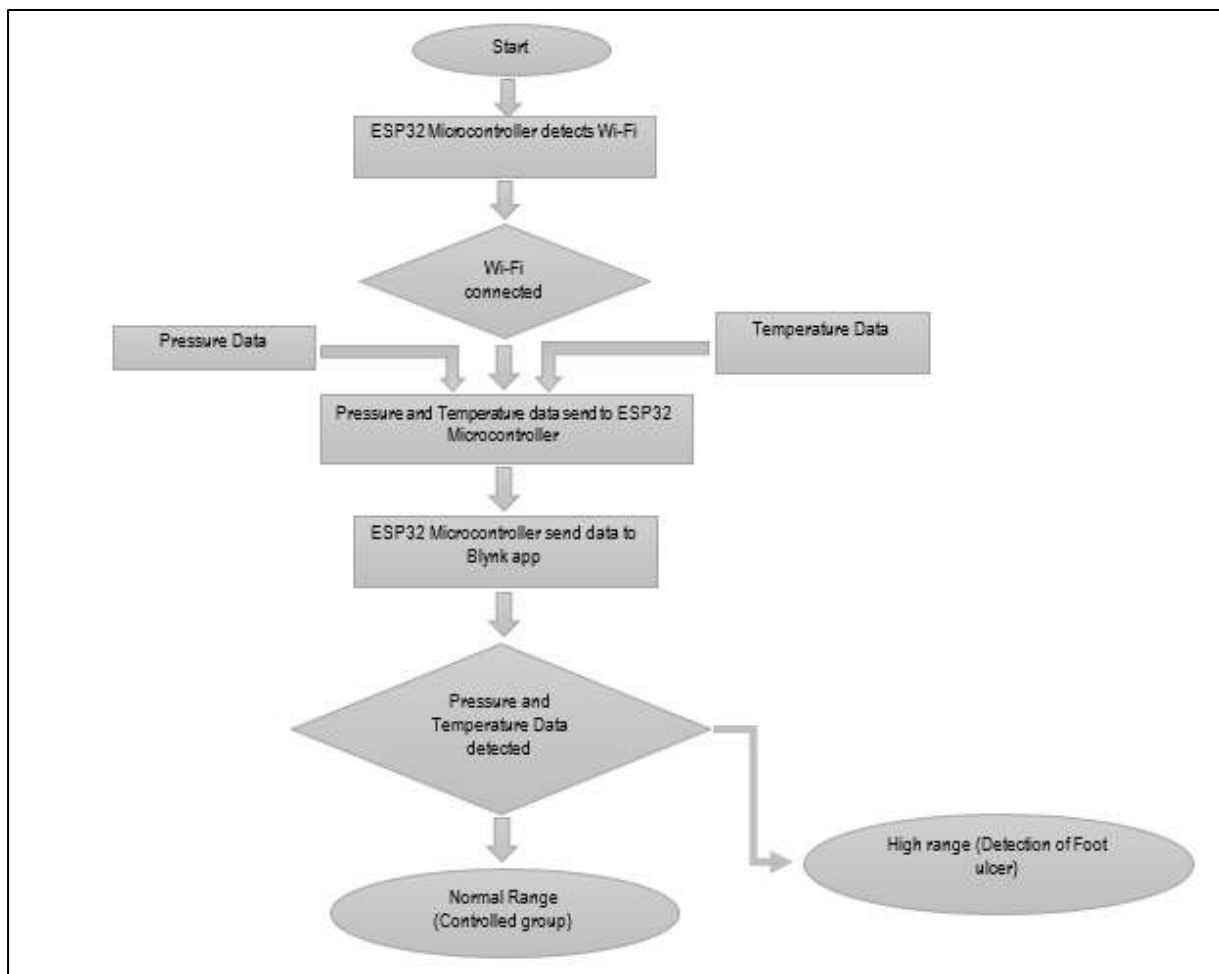 Start
ESP32 Microcontroller detects Wi-Fi
Wi-Fi
connected
Pressure Data
Temperature Data
Pressure and Temperature data send to ESP32
Microcontroller
ESP32 Microcontroller send data to
Blynk app
Pressure and
Temperature Data
detected
High range (Detection of Foot
ulcer)
Normal Range
(Controlled group)